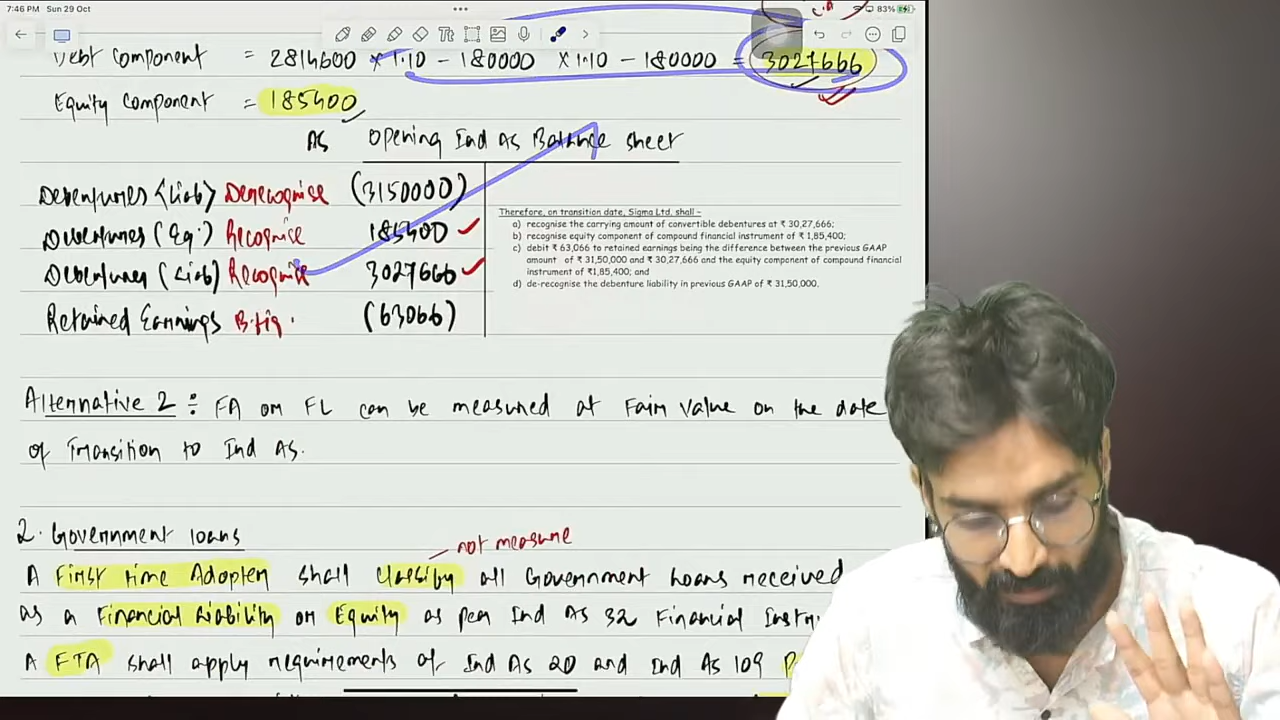 7:46 PM Sun 29 Oct
83%
Debt Component = 2814600 × 1.10 - 180000 × 1.10 - 180000 = 3027666
Equity Component = 185400
As Opening Ind As Balance sheet
Debentures (Liab) Derecognise (3150000)
Debentures (Eq.) Recognise 185400
Debentures (Liab) Recognise 3027666
Retained Earnings B.fig. (63066)
Therefore, on transition date, Sigma Ltd. shall -
a) recognise the carrying amount of convertible debentures at ₹ 30,27,666;
b) recognise equity component of compound financial instrument of ₹ 1,85,400;
c) debit ₹ 63,066 to retained earnings being the difference between the previous GAAP
amount of ₹ 31,50,000 and ₹ 30,27,666 and the equity component of compound financial
instrument of ₹1,85,400; and
d) de-recognise the debenture liability in previous GAAP of ₹ 31,50,000.
Alternative 2 ÷ FA or FL can be measured at Fair Value on the date
of Transition to Ind AS.
2. Government loans
not measure
A First time Adopter shall classify all Government Loans received
as a Financial Liability or Equity as per Ind AS 32 Financial Instru
A FTA shall apply requirements of Ind As 20 and Ind As 109